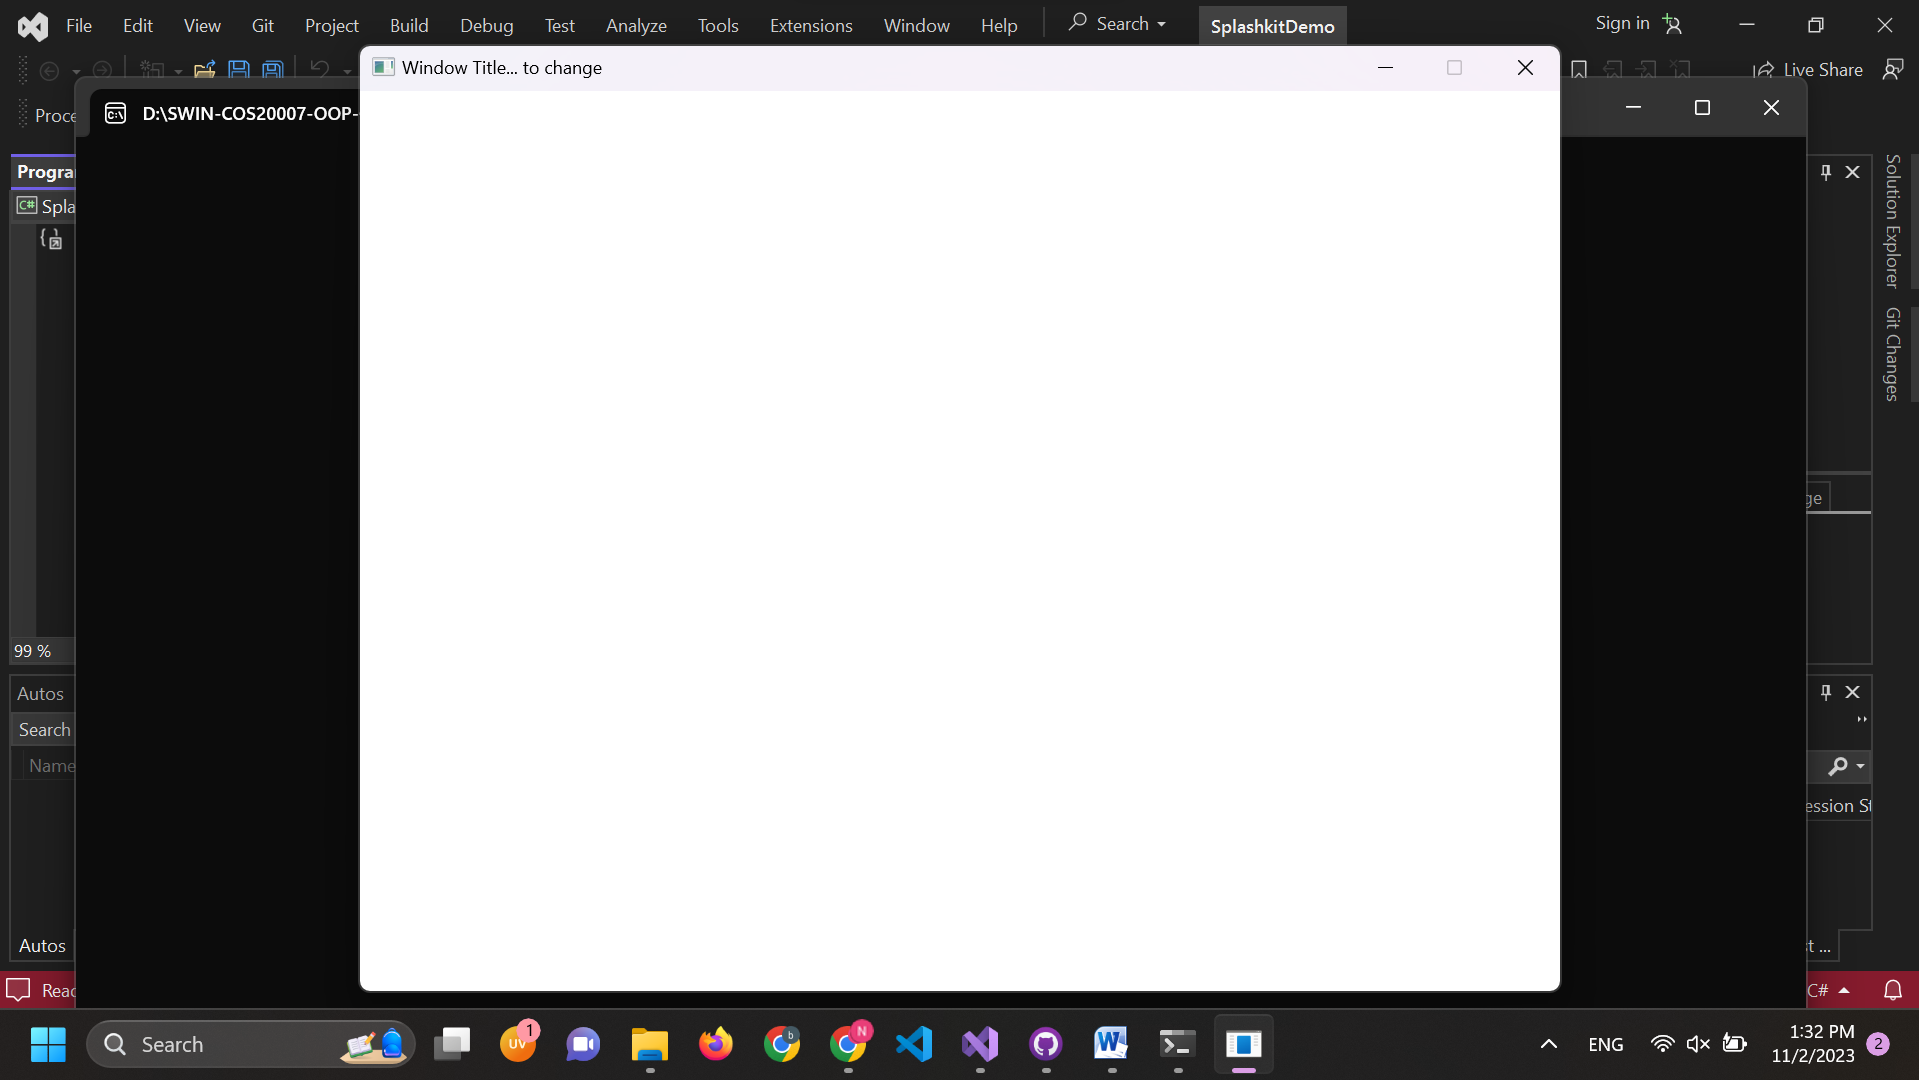 File Edit View Git Project Build Debug Test Analyze Tools Extensions Window Help Search SplashkitDemo Sign in
Window Title... to change
Live Share
D:\SWIN-COS20007-OOP-
Proce
Progra
Spla
C#
Solution Explorer
Git Changes
ge
99 %
Autos
Search
Name
ession St
Autos
t ...
Read
C#
Search
UV
1
b
N
ENG
1:32 PM
11/2/2023
2